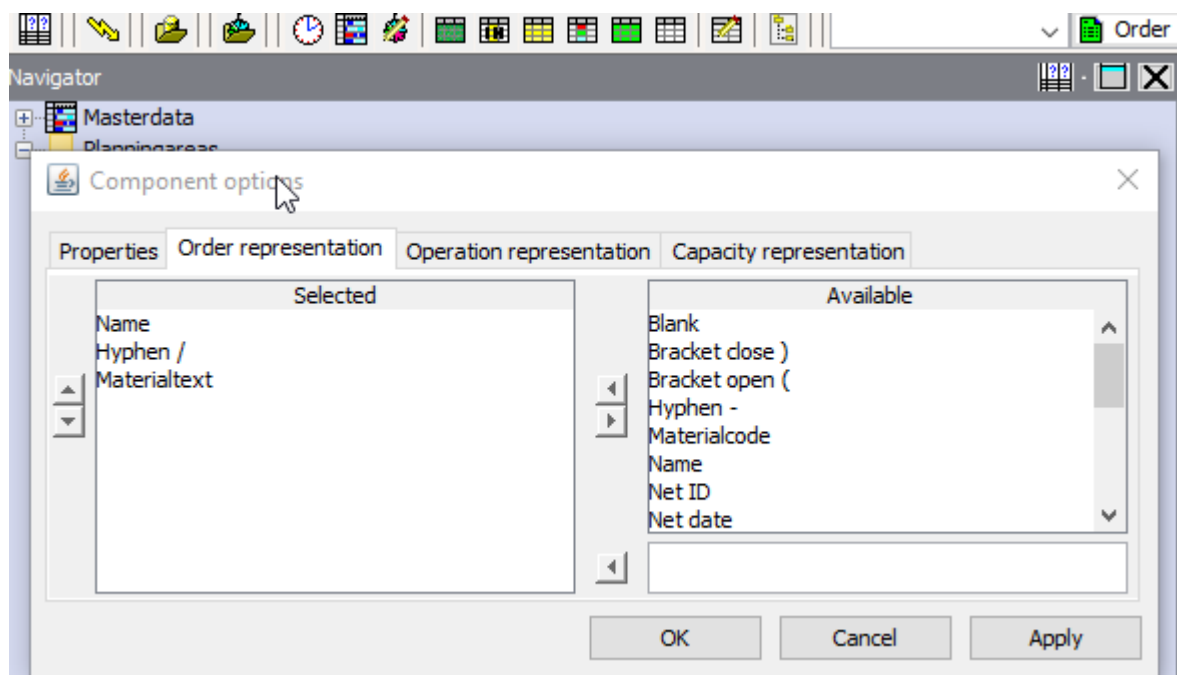 Order
Navigator
Masterdata
Planningareas
Component options
Properties Order representation Operation representation Capacity representation
Selected
Name
Hyphen /
Materialtext
Available
Blank
Bracket close )
Bracket open (
Hyphen -
Materialcode
Name
Net ID
Net date
OK Cancel Apply